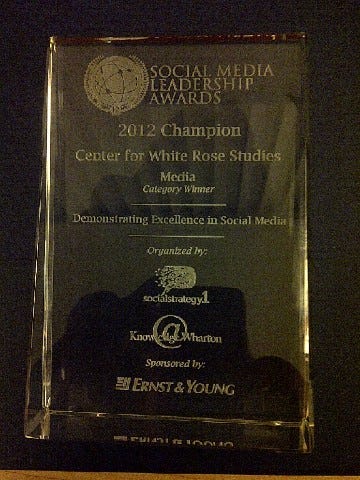 SOCIAL MEDIA
LEADERSHIP
AWARDS
2012 Champion
Center for White Rose Studies
Media
Category Winner
Demonstrating Excellence in Social Media
Organized by:
socialstrategy1
Knowledge@Wharton
Sponsored by:
ERNST & YOUNG